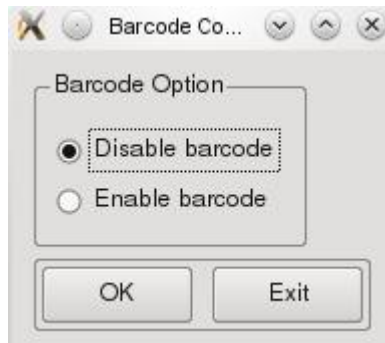 Barcode Co...
Barcode Option
Disable barcode
Enable barcode
OK Exit